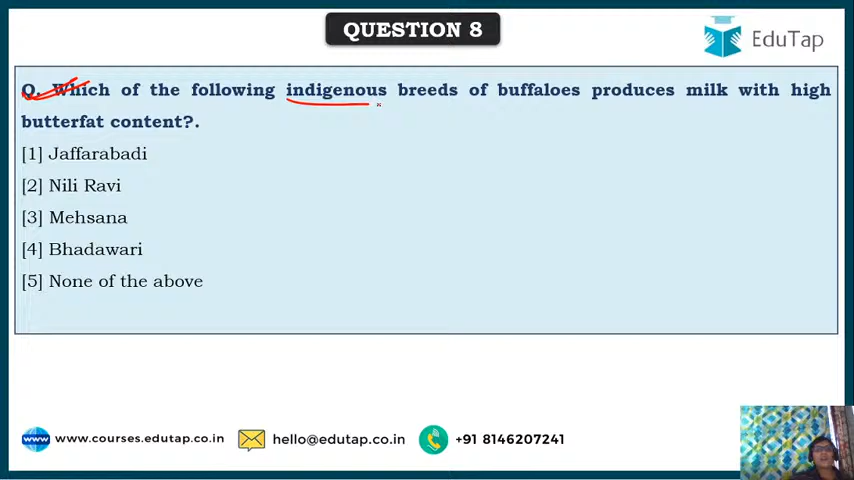 QUESTION 8
EduTap
Q. Which of the following indigenous breeds of buffaloes produces milk with high
butterfat content?.
[1] Jaffarabadi
[2] Nili Ravi
[3] Mehsana
[4] Bhadawari
[5] None of the above
www www.courses.edutap.co.in hello@edutap.co.in +91 8146207241